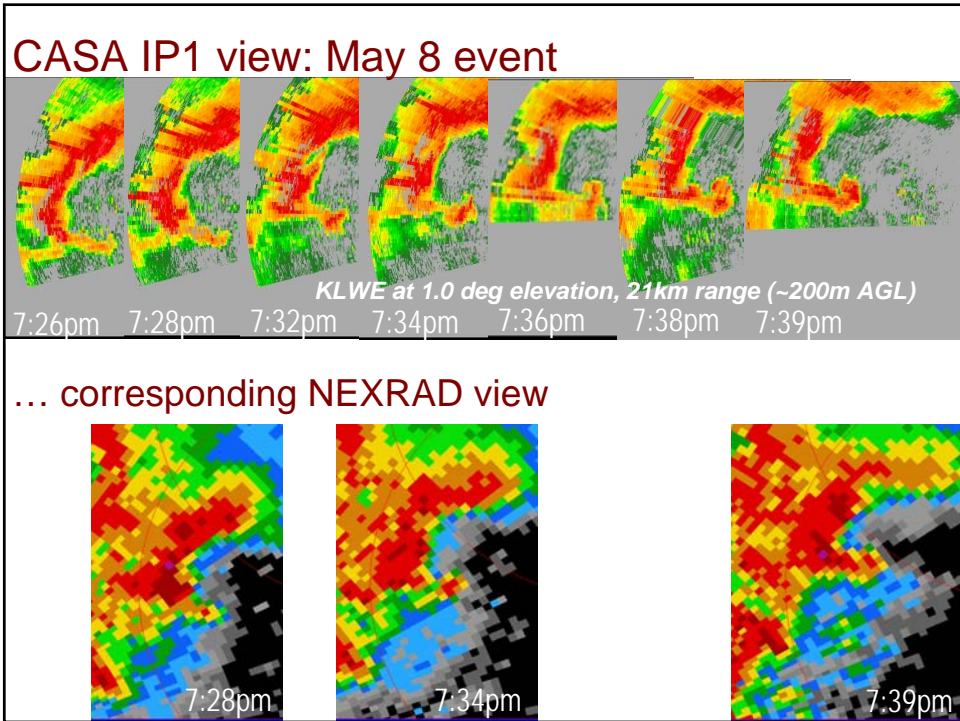 CASA IP1 view: May 8 event
KLWE at 1.0 deg elevation, 21km range (~200m AGL)
7:26pm 7:28pm 7:32pm 7:34pm 7:36pm 7:38pm 7:39pm
… corresponding NEXRAD view
7:28pm 7:34pm 7:39pm